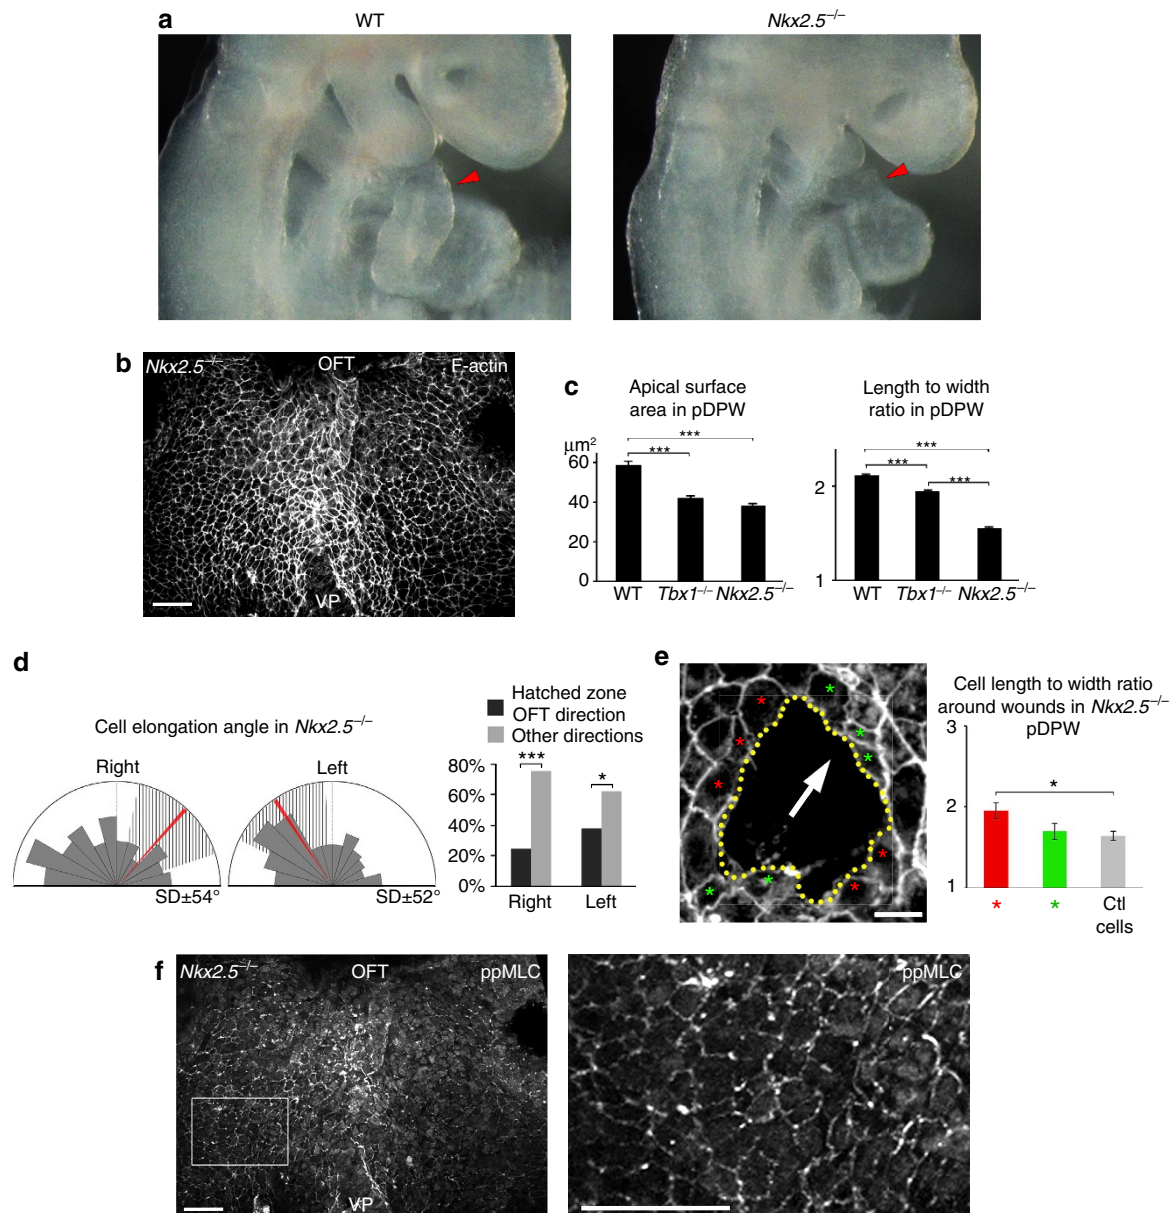 a
WT
Nkx2.5−/−
b
Nkx2.5−/−
OFT
F-actin
VP
c
Apical surface
area in pDPW
μm2
***
***
60
40
20
0
WT
Tbx1−/−
Nkx2.5−/−
Length to width
ratio in pDPW
***
***
***
2
1
WT
Tbx1−/−
Nkx2.5−/−
d
Cell elongation angle in Nkx2.5−/−
Right
Left
SD±54°
SD±52°
Hatched zone
OFT direction
Other directions
80%
60%
40%
20%
0%
***
*
Right
Left
e
* * * * * * * * * *
Cell length to width ratio
around wounds in Nkx2.5−/−
pDPW
3
2
1
*
*
*
Ctl
cells
f
Nkx2.5−/−
OFT
ppMLC
VP
ppMLC